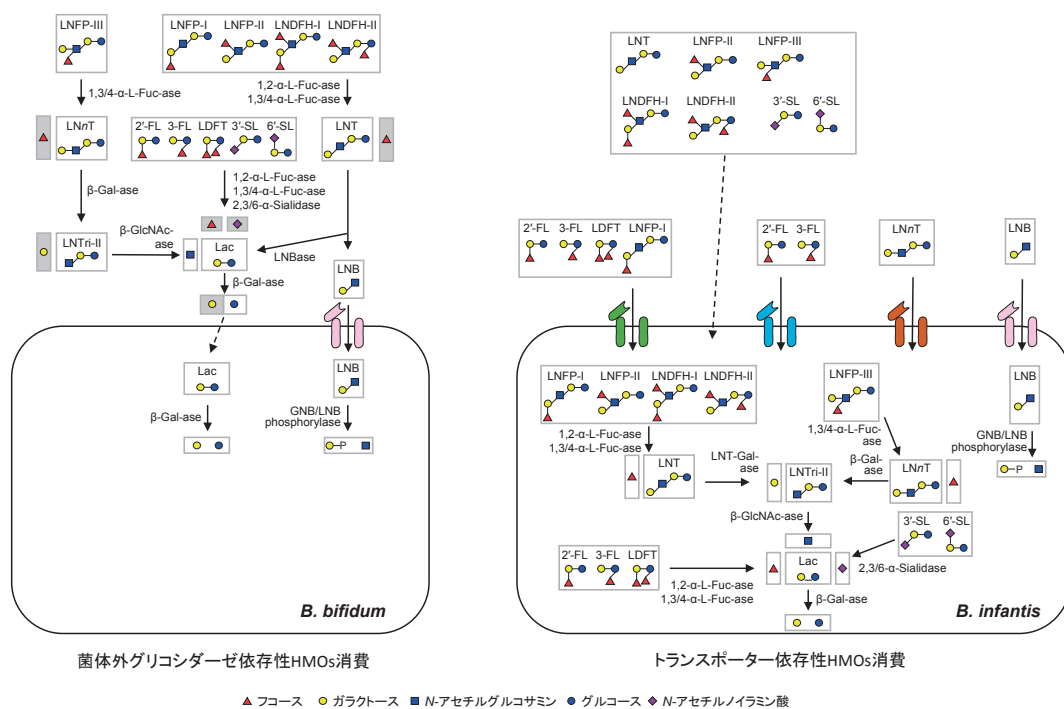 LNFP-III
LNFP-I LNFP-II LNDFH-I LNDFH-II
1,3/4-α-L-Fuc-ase
1,2-α-L-Fuc-ase
1,3/4-α-L-Fuc-ase
LNnT
2'-FL 3-FL LDFT 3'-SL 6'-SL
LNT
β-Gal-ase
1,2-α-L-Fuc-ase
1,3/4-α-L-Fuc-ase
2,3/6-α-Sialidase
LNTri-II
β-GlcNAc-
ase
Lac
LNBase
β-Gal-ase
LNB
Lac
LNB
β-Gal-ase
GNB/LNB
phosphorylase
P
B. bifidum
菌体外グリコシダーゼ依存性HMOs消費
LNT LNFP-II LNFP-III
LNDFH-I LNDFH-II 3'-SL 6'-SL
2'-FL 3-FL LDFT LNFP-I
2'-FL 3-FL
LNnT
LNB
LNFP-I LNFP-II LNDFH-I LNDFH-II
LNFP-III
LNB
1,2-α-L-Fuc-ase
1,3/4-α-L-Fuc-ase
1,3/4-α-L-Fuc-
ase
GNB/LNB
phosphorylase
LNT
LNT-Gal-
ase
LNTri-II
β-Gal-
ase
LNnT
P
β-GlcNAc-ase
3'-SL 6'-SL
2'-FL 3-FL LDFT
Lac
2,3/6-α-Sialidase
1,2-α-L-Fuc-ase
1,3/4-α-L-Fuc-ase
β-Gal-ase
B. infantis
トランスポーター依存性HMOs消費
フコース ガラクトース N-アセチルグルコサミン グルコース N-アセチルノイラミン酸